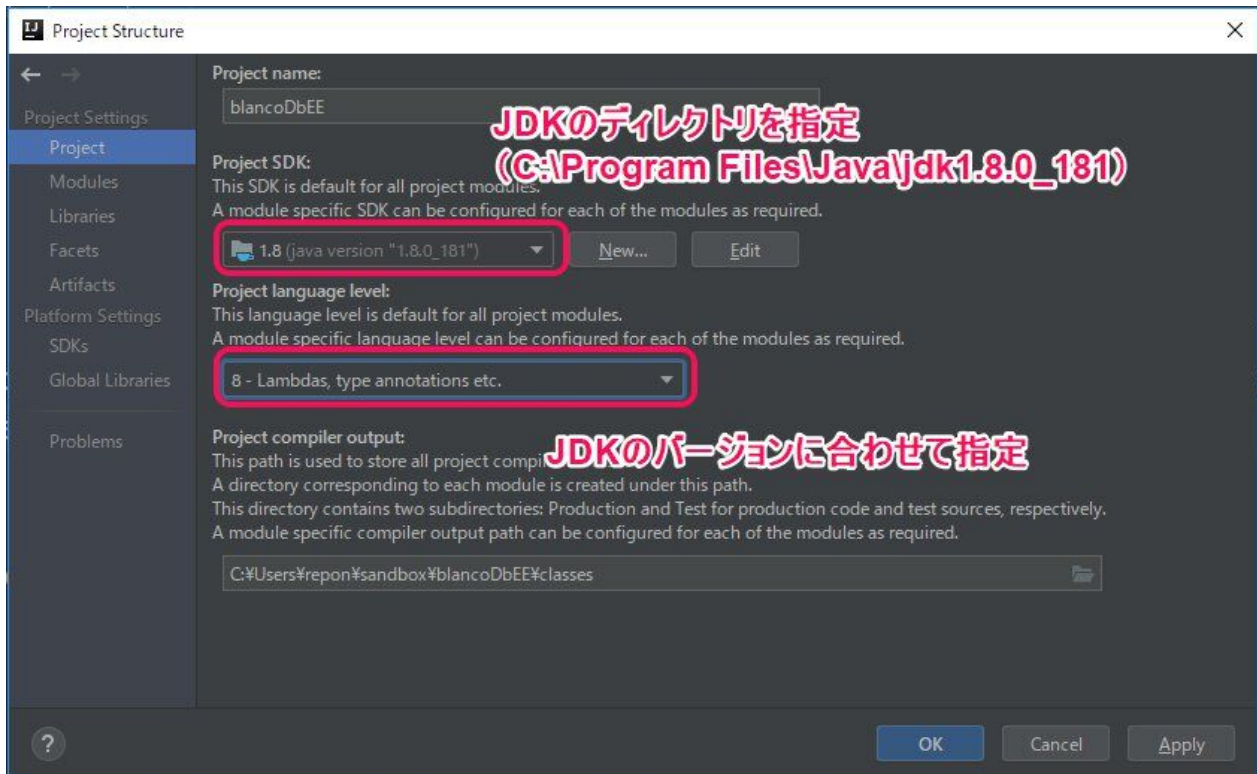 Project Structure
Project Settings
Project
Modules
Libraries
Facets
Artifacts
Platform Settings
SDKs
Global Libraries
Problems
Project name:
blancoDbEE
JDKのディレクトリを指定
（C:\Program Files\Java\jdk1.8.0_181）
Project SDK:
This SDK is default for all project modules.
A module specific SDK can be configured for each of the modules as required.
1.8 (java version "1.8.0_181")
New...
Edit
Project language level:
This language level is default for all project modules.
A module specific language level can be configured for each of the modules as required.
8 - Lambdas, type annotations etc.
Project compiler output:
JDKのバージョンに合わせて指定
This path is used to store all project
A directory corresponding to each module is created under this path.
This directory contains two subdirectories: Production and Test for production code and test sources, respectively.
A module specific compiler output path can be configured for each of the modules as required.
C:¥Users¥repon¥sandbox¥blancoDbEE¥classes
?
OK
Cancel
Apply